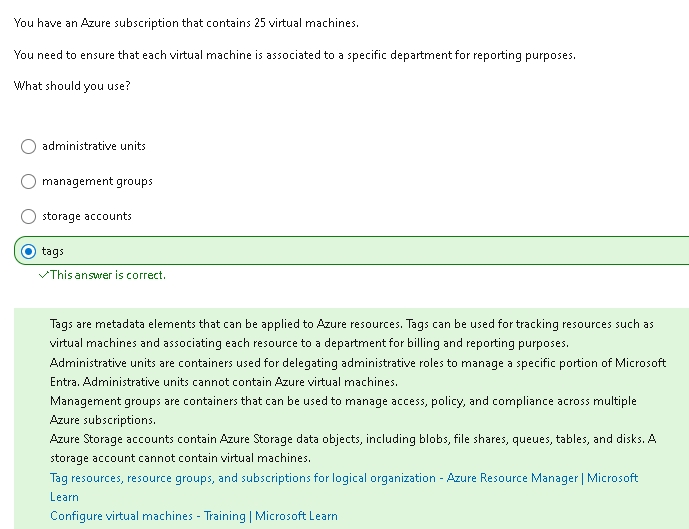 You have an Azure subscription that contains 25 virtual machines.
You need to ensure that each virtual machine is associated to a specific department for reporting purposes.
What should you use?
administrative units
management groups
storage accounts
tags
✓This answer is correct.
Tags are metadata elements that can be applied to Azure resources. Tags can be used for tracking resources such as
virtual machines and associating each resource to a department for billing and reporting purposes.
Administrative units are containers used for delegating administrative roles to manage a specific portion of Microsoft
Entra. Administrative units cannot contain Azure virtual machines.
Management groups are containers that can be used to manage access, policy, and compliance across multiple
Azure subscriptions.
Azure Storage accounts contain Azure Storage data objects, including blobs, file shares, queues, tables, and disks. A
storage account cannot contain virtual machines.
Tag resources, resource groups, and subscriptions for logical organization - Azure Resource Manager | Microsoft
Learn
Configure virtual machines - Training | Microsoft Learn